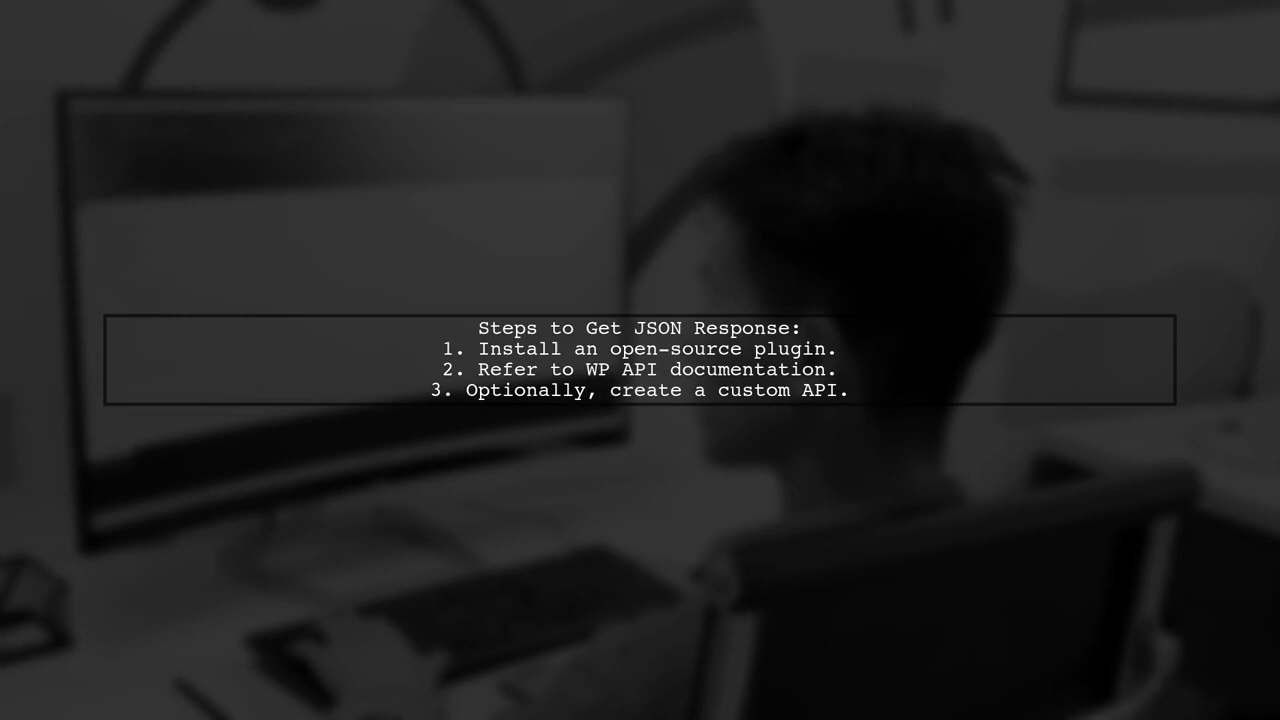 Steps to Get JSON Response:
1. Install an open-source plugin.
2. Refer to WP API documentation.
3. Optionally, create a custom API.